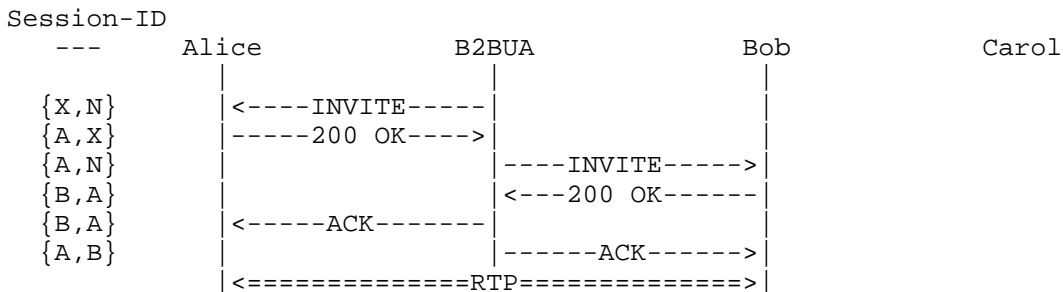 Session-ID
--- Alice B2BUA Bob Carol
| | |
{X,N} |<----INVITE-----| |
{A,X} |-----200 OK---->| |
{A,N} | |----INVITE----->|
{B,A} | |<---200 OK------|
{B,A} |<-----ACK-------| |
{A,B} | |------ACK------>|
|<==============RTP==============>|